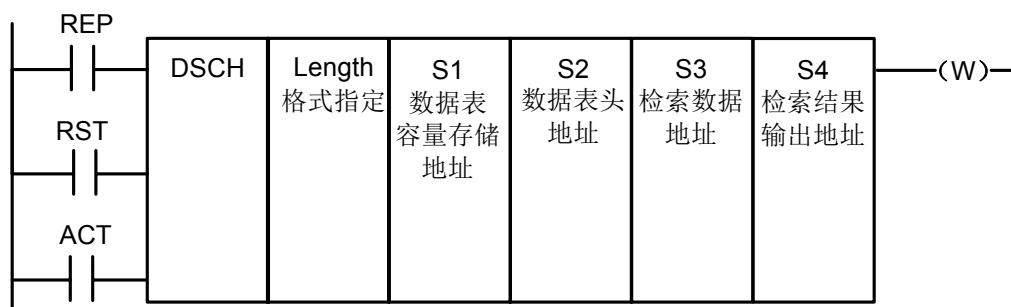 REP
DSCH
Length
格式指定
S1
数据表
容量存储
地址
S2
数据表头
地址
S3
检索数据
地址
S4
检索结果
输出地址
(W)
RST
ACT